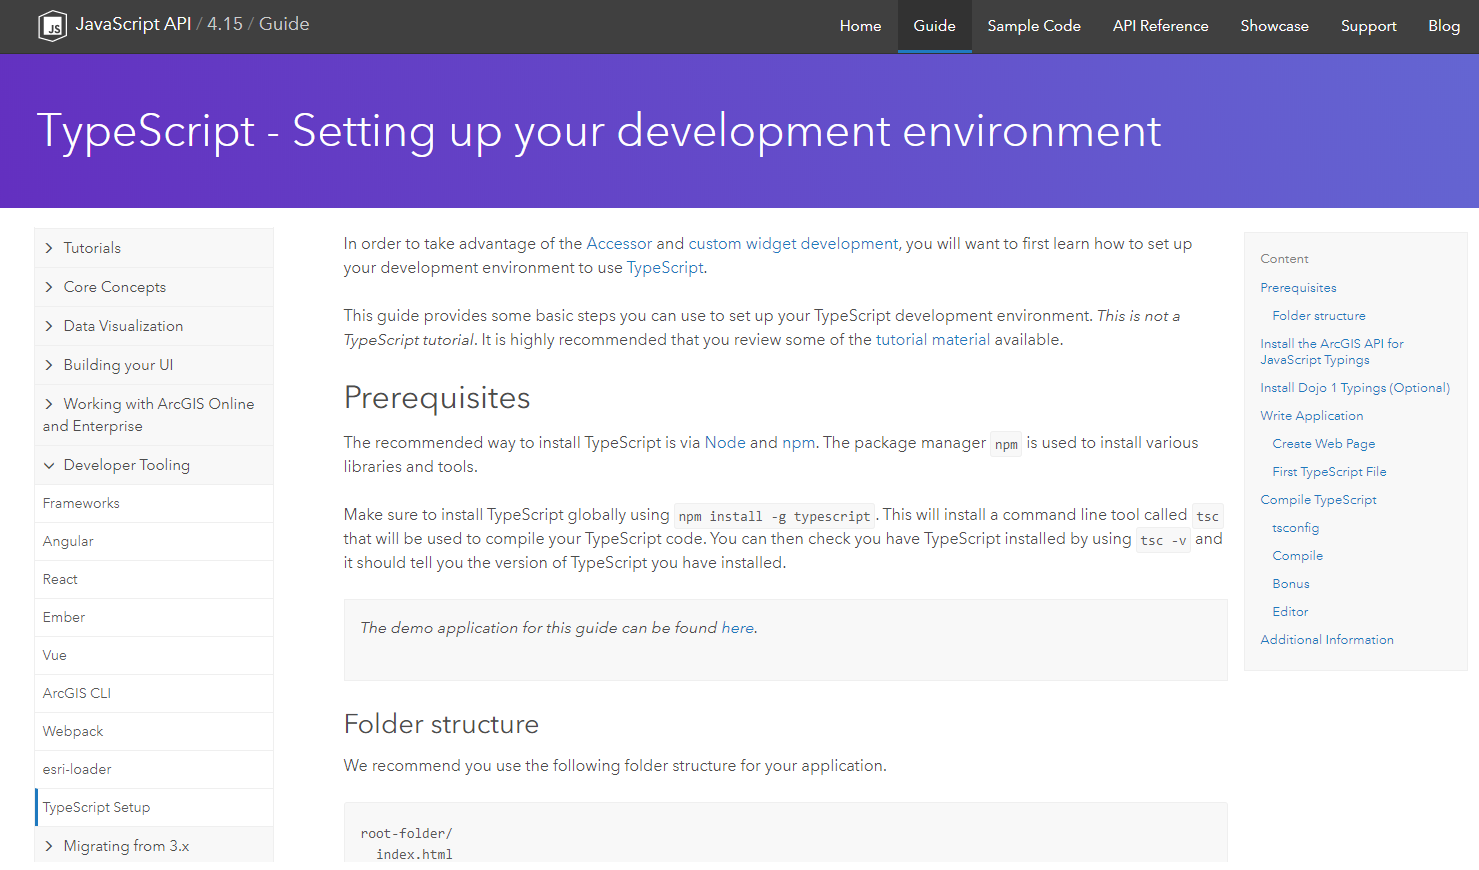 JS JavaScript API / 4.15 / Guide
Home Guide Sample Code API Reference Showcase Support Blog
TypeScript - Setting up your development environment
Tutorials
Core Concepts
Data Visualization
Building your UI
Working with ArcGIS Online
and Enterprise
Developer Tooling
Frameworks
Angular
React
Ember
Vue
ArcGIS CLI
Webpack
esri-loader
TypeScript Setup
Migrating from 3.x
In order to take advantage of the Accessor and custom widget development, you will want to first learn how to set up
your development environment to use TypeScript.
This guide provides some basic steps you can use to set up your TypeScript development environment. This is not a
TypeScript tutorial. It is highly recommended that you review some of the tutorial material available.
Prerequisites
The recommended way to install TypeScript is via Node and npm. The package manager npm is used to install various
libraries and tools.
Make sure to install TypeScript globally using npm install -g typescript. This will install a command line tool called tsc
that will be used to compile your TypeScript code. You can then check you have TypeScript installed by using tsc -v and
it should tell you the version of TypeScript you have installed.
The demo application for this guide can be found here.
Folder structure
We recommend you use the following folder structure for your application.
root-folder/
index.html
Content
Prerequisites
Folder structure
Install the ArcGIS API for
JavaScript Typings
Install Dojo 1 Typings (Optional)
Write Application
Create Web Page
First TypeScript File
Compile TypeScript
tsconfig
Compile
Bonus
Editor
Additional Information